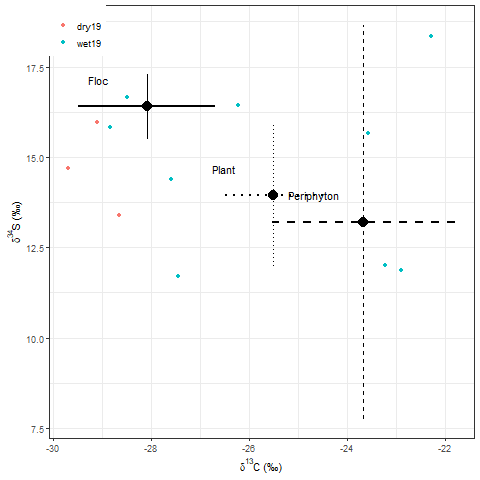 dry19
wet19
17.5
15.0
12.5
10.0
7.5
δ34S (‰)
Floc
Plant
Periphyton
-30 -28 -26 -24 -22
δ13C (‰)